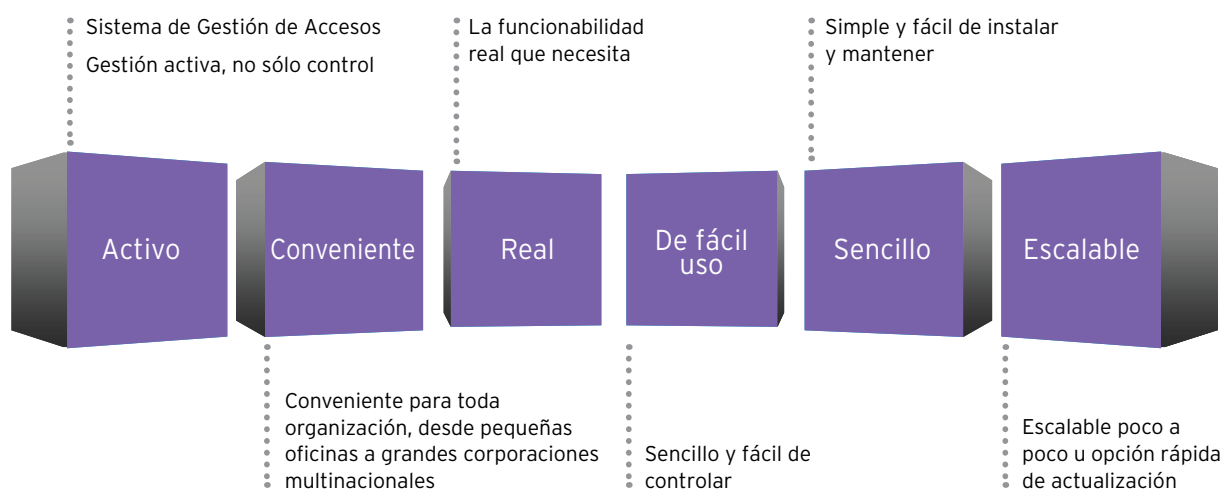 Sistema de Gestión de Accesos
Gestión activa, no sólo control
La funcionabilidad
real que necesita
Simple y fácil de instalar
y mantener
Activo
Conveniente
Real
De fácil
uso
Sencillo
Escalable
Conveniente para toda
organización, desde pequeñas
oficinas a grandes corporaciones
multinacionales
Sencillo y fácil de
controlar
Escalable poco a
poco u opción rápida
de actualización